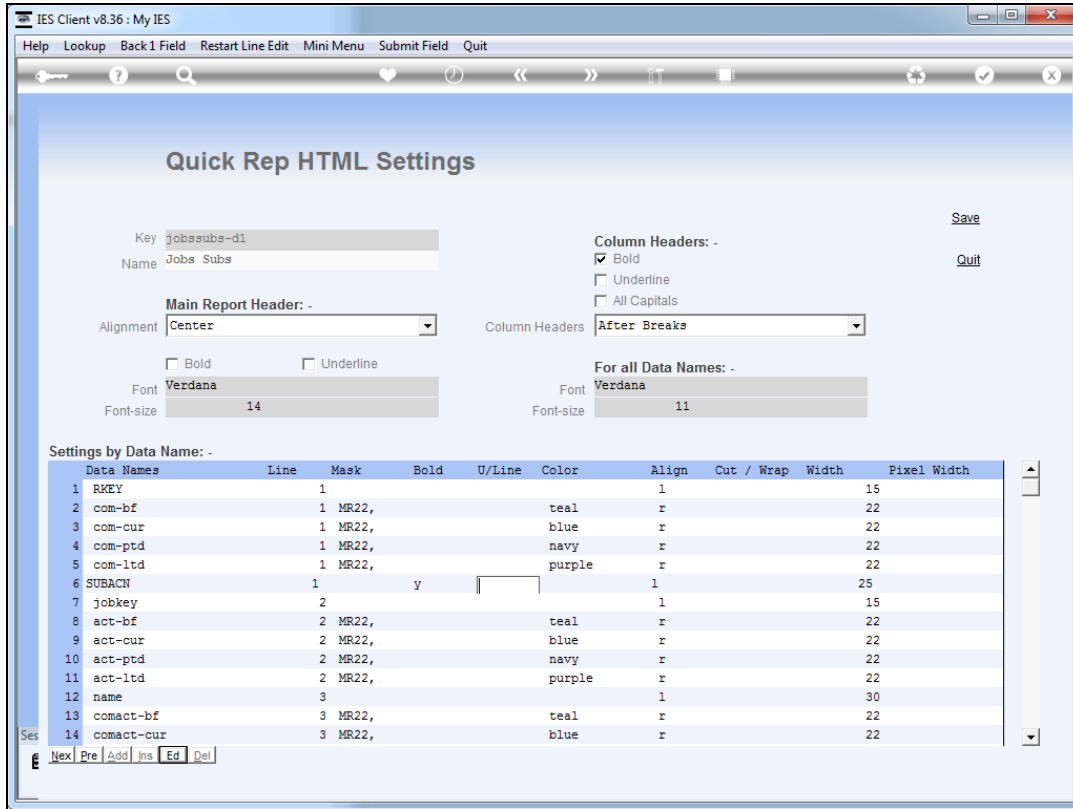 IES Client v8.36 : My IES
Help Lookup Back 1 Field Restart Line Edit Mini Menu Submit Field Quit
Quick Rep HTML Settings
Save
Key jobssubs-d1
Column Headers: -
Name Jobs Subs
Bold
Quit
Underline
Main Report Header: -
All Capitals
Alignment Center
Column Headers After Breaks
Bold Underline
For all Data Names: -
Font Verdana
Font Verdana
Font-size 14
Font-size 11
Settings by Data Name: -
Data Names Line Mask Bold U/Line Color Align Cut / Wrap Width Pixel Width
1 RKEY 1 l 15
2 com-bf 1 MR22, teal r 22
3 com-cur 1 MR22, blue r 22
4 com-ptd 1 MR22, navy r 22
5 com-ltd 1 MR22, purple r 22
6 SUBACN 1 y l 25
7 jobkey 2 l 15
8 act-bf 2 MR22, teal r 22
9 act-cur 2 MR22, blue r 22
10 act-ptd 2 MR22, navy r 22
11 act-ltd 2 MR22, purple r 22
12 name 3 l 30
13 comact-bf 3 MR22, teal r 22
14 comact-cur 3 MR22, blue r 22
Ses
Nex Pre Add Ins Ed Del